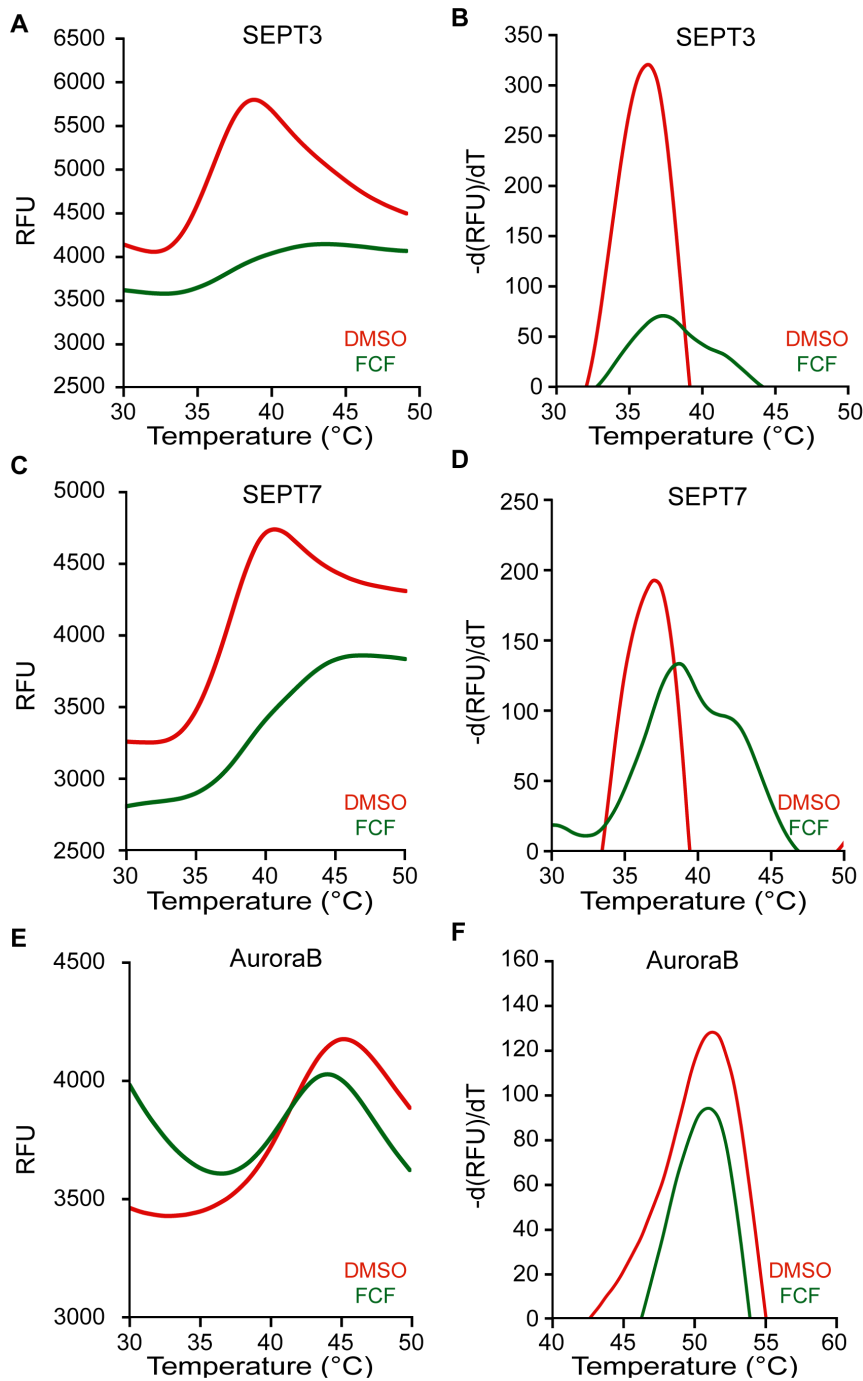 A
SEPT3
6500
6000
5500
5000
4500
4000
3500
3000
2500
RFU
DMSO
FCF
30 35 40 45 50
Temperature (°C)
B
SEPT3
350
300
250
200
150
100
50
0
-d(RFU)/dT
DMSO
FCF
30 35 40 45 50
Temperature (°C)
C
SEPT7
5000
4500
4000
3500
3000
2500
RFU
DMSO
FCF
30 35 40 45 50
Temperature (°C)
D
SEPT7
250
200
150
100
50
0
-d(RFU)/dT
DMSO
FCF
30 35 40 45 50
Temperature (°C)
E
AuroraB
4500
4000
3500
3000
RFU
DMSO
FCF
30 35 40 45 50
Temperature (°C)
F
AuroraB
160
140
120
100
80
60
40
20
0
-d(RFU)/dT
DMSO
FCF
40 45 50 55 60
Temperature (°C)